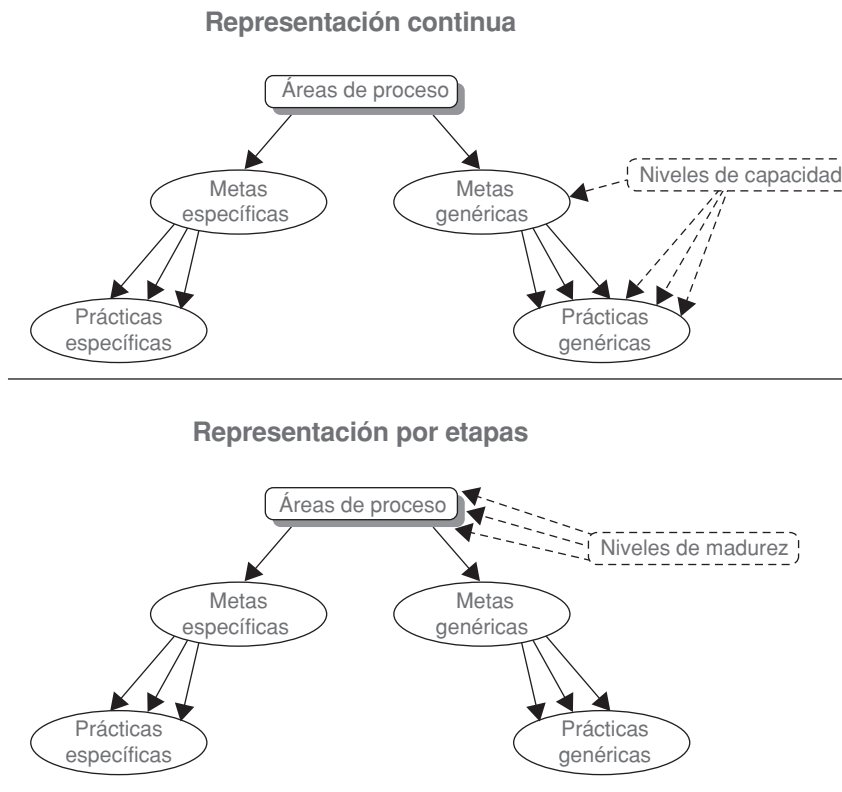 Representación continua
Áreas de proceso
Metas
específicas
Metas
genéricas
Niveles de capacidad
Prácticas
específicas
Prácticas
genéricas
Representación por etapas
Áreas de proceso
Niveles de madurez
Metas
específicas
Metas
genéricas
Prácticas
específicas
Prácticas
genéricas